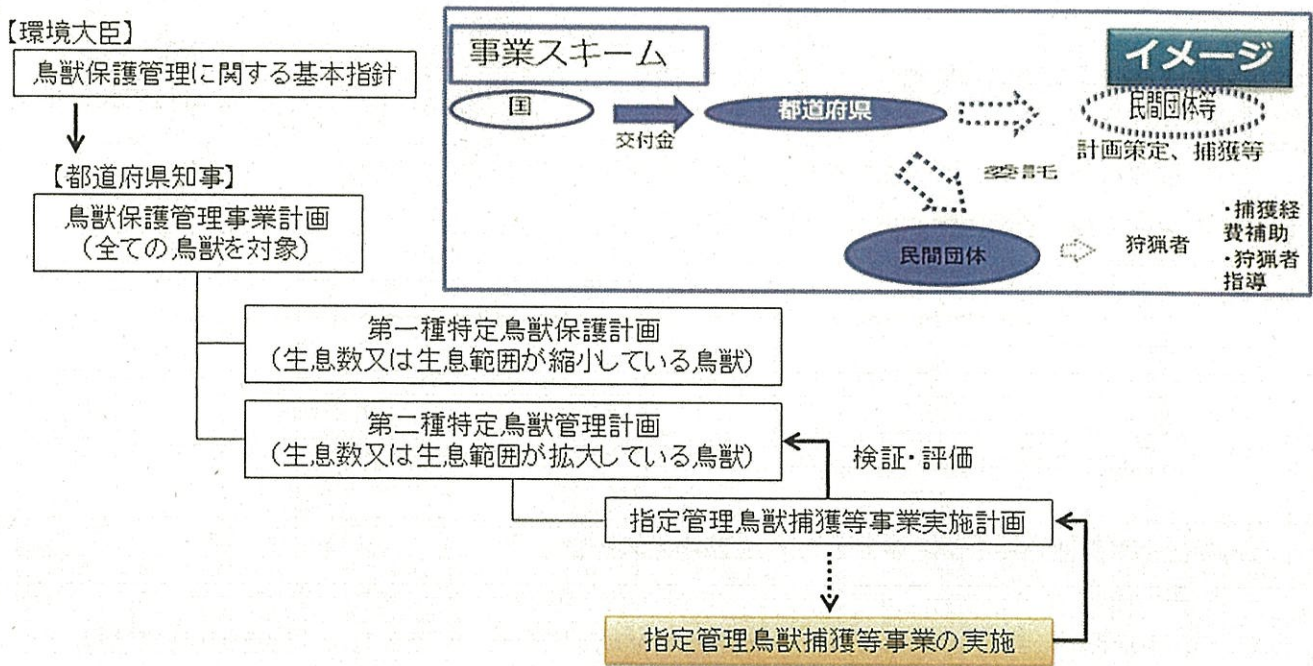 【環境大臣】
鳥獣保護管理に関する基本指針
【都道府県知事】
鳥獣保護管理事業計画
（全ての鳥獣を対象）
第一種特定鳥獣保護計画
（生息数又は生息範囲が縮小している鳥獣）
第二種特定鳥獣管理計画
（生息数又は生息範囲が拡大している鳥獣）
検証・評価
指定管理鳥獣捕獲等事業実施計画
指定管理鳥獣捕獲等事業の実施
事業スキーム
イメージ
国
交付金
都道府県
民間団体等
計画策定、捕獲等
委託
民間団体
狩猟者
・捕獲経
費補助
・狩猟者
指導